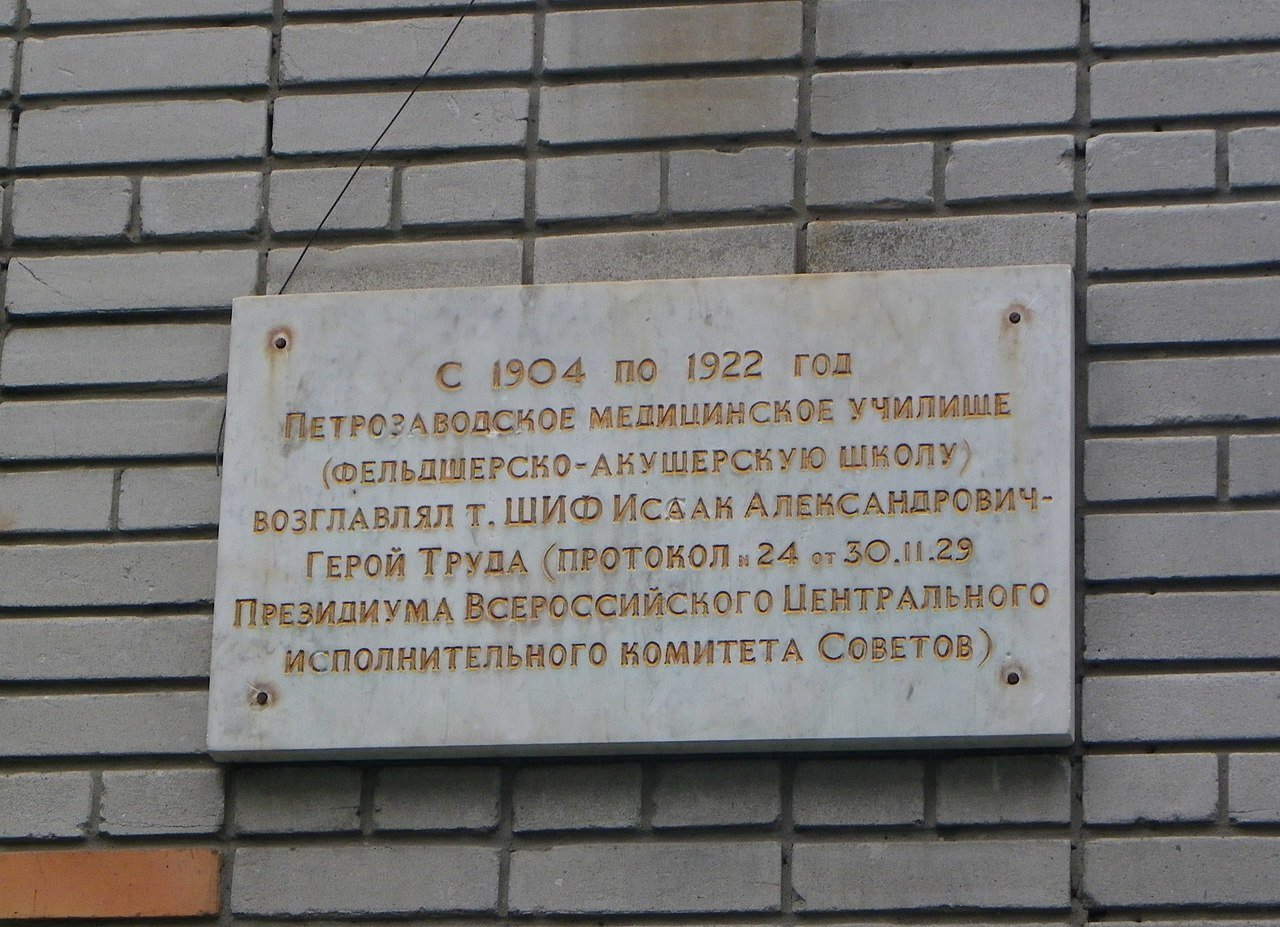 С 1904 по 1922 год
Петрозаводское медицинское училище
(фельдшерско-акушерскую школу)
возглавлял т. ШИФ Исаак Александрович-
Герой Труда (протокол № 24 от 30.11.29
Президиума Всероссийского Центрального
исполнительного комитета Советов)